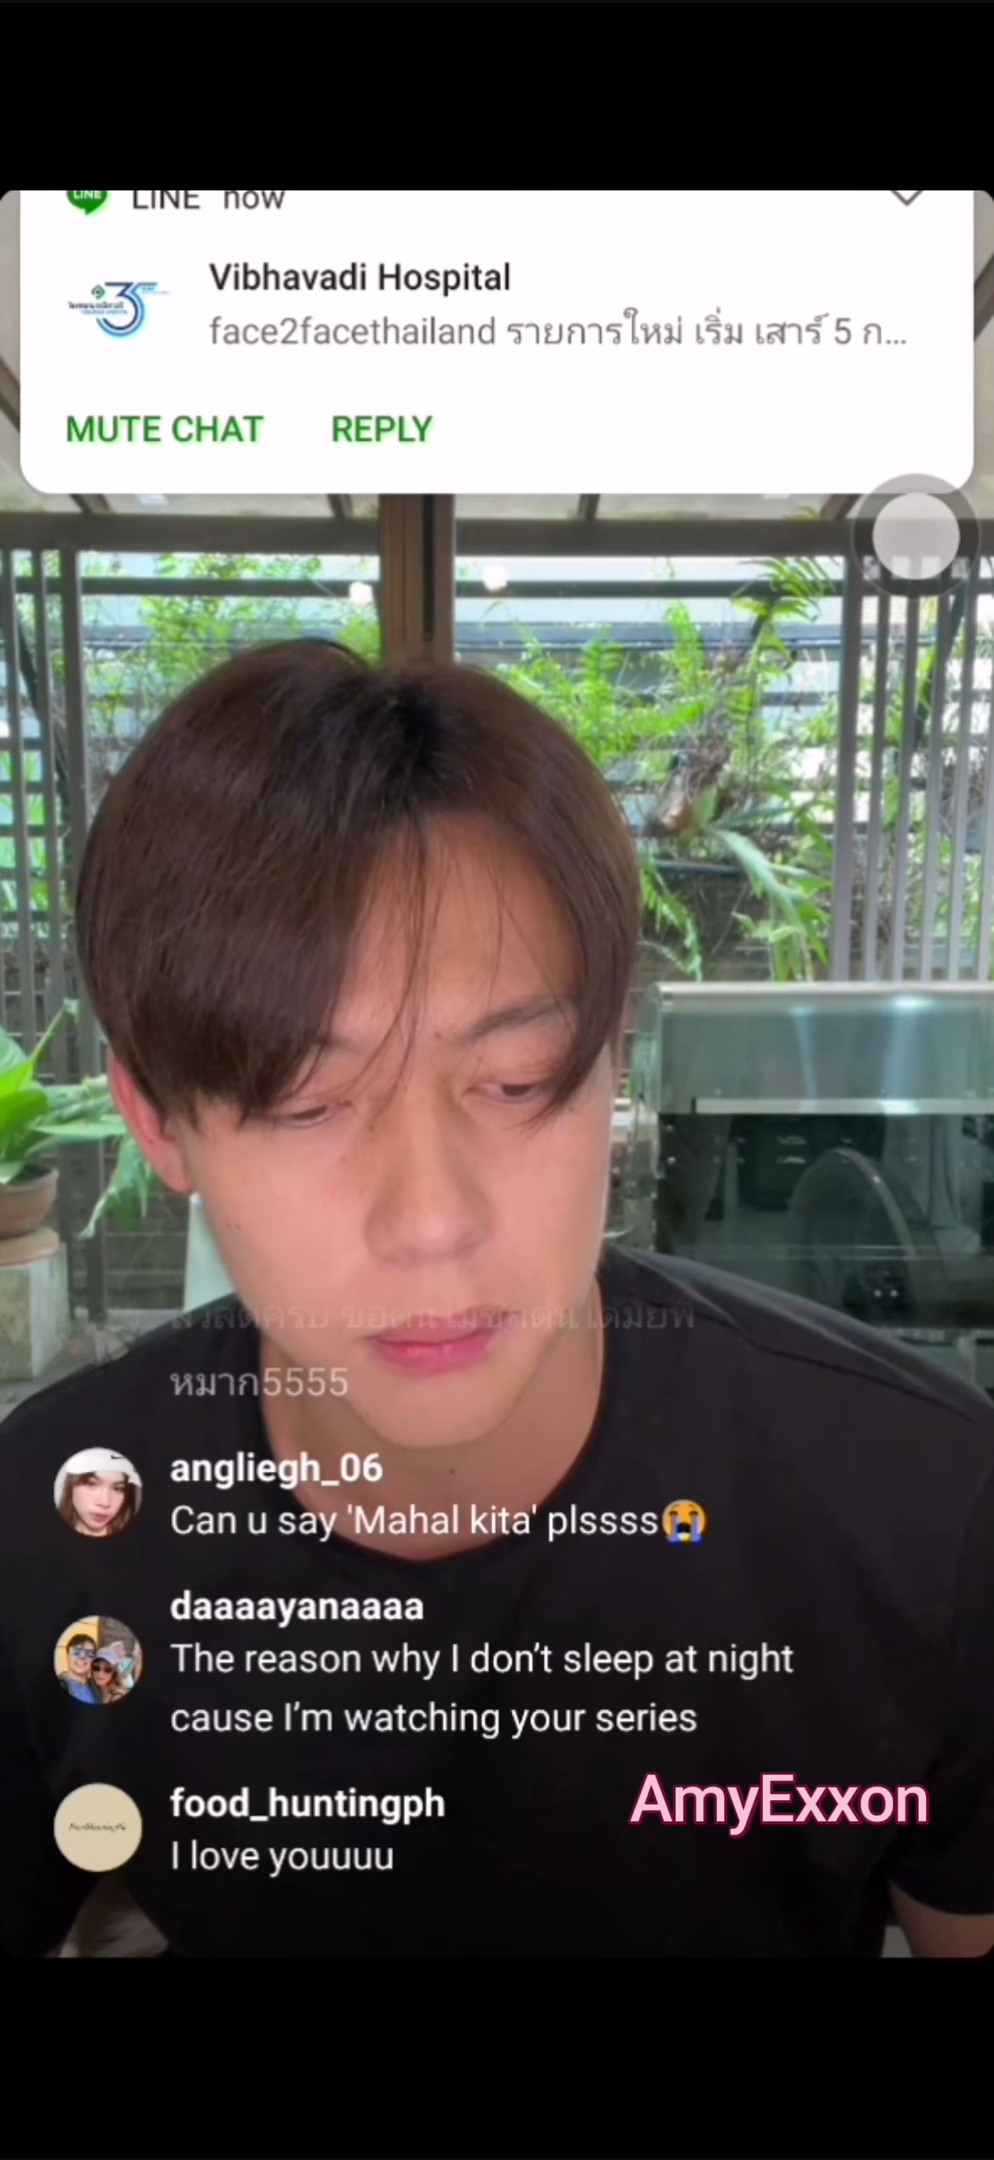 LINE
LINE now
Vibhavadi Hospital
face2facethailand รายการใหม่ เริ่ม เสาร์ 5 ก...
MUTE CHAT REPLY
หมาก5555
angliegh_06
Can u say 'Mahal kita' plssss😭
daaaayanaaaa
The reason why I don’t sleep at night
cause I’m watching your series
food_huntingph
I love youuuu
AmyExxon